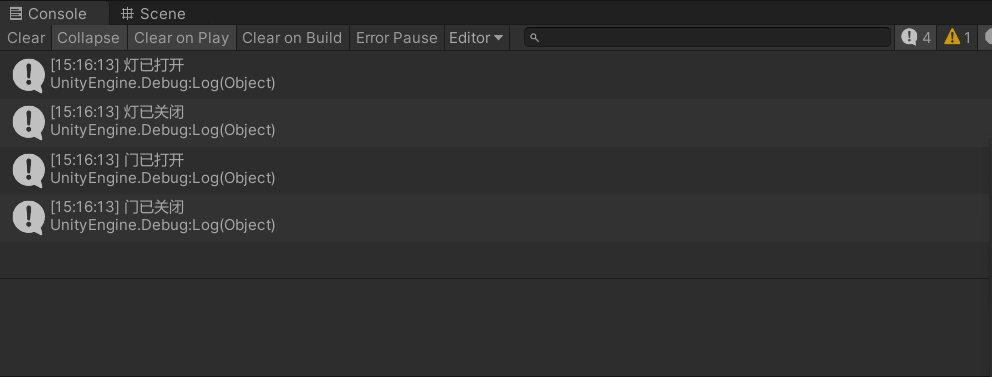 Console Scene
Clear Collapse Clear on Play Clear on Build Error Pause Editor 4 1
[15:16:13] 灯已打开
UnityEngine.Debug:Log(Object)
[15:16:13] 灯已关闭
UnityEngine.Debug:Log(Object)
[15:16:13] 门已打开
UnityEngine.Debug:Log(Object)
[15:16:13] 门已关闭
UnityEngine.Debug:Log(Object)